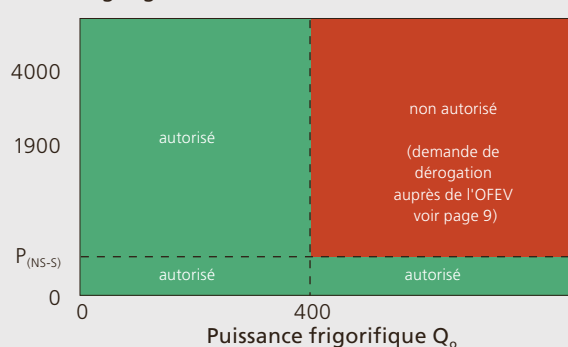 4000
1900
autorisé
non autorisé
(demande de
dérogation
auprès de l'OFEV
voir page 9)
P(NS-S)
0
autorisé
autorisé
0
400
Puissance frigorifique Qo